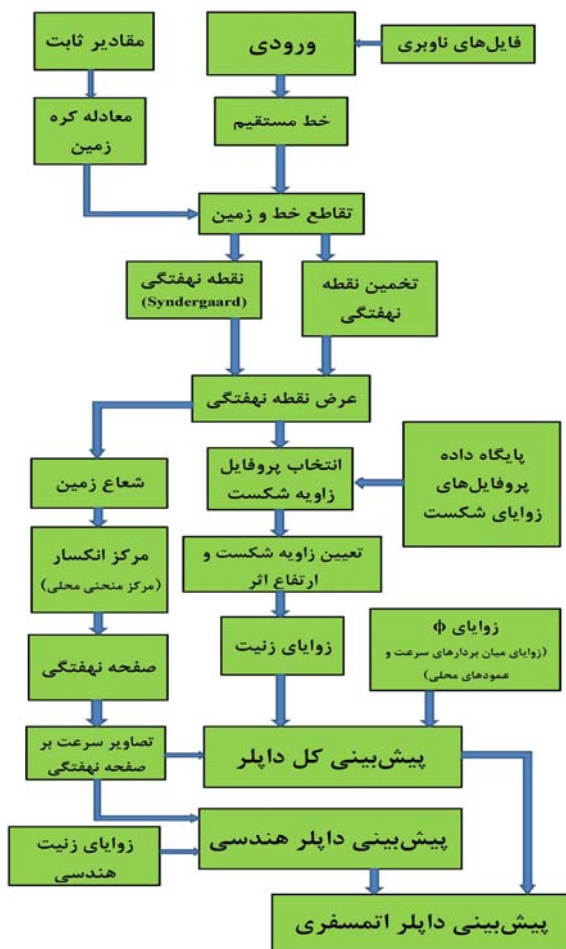 مقادیر ثابت
ورودی
فایل‌های ناوبری
معادله کره
زمین
خط مستقیم
تقاطع خط و زمین
نقطه نهفتگی
(Syndergaard)
تخمین نقطه
نهفتگی
عرض نقطه نهفتگی
شعاع زمین
انتخاب پروفایل
زاویه شکست
پایگاه داده
پروفایل‌های
زوایای شکست
مرکز انکسار
(مرکز منحنی محلی)
تعیین زاویه شکست و
ارتفاع اثر
صفحه نهفتگی
زوایای زنیت
زوایای ϕ
(زوایای میان بردارهای سرعت و
عمودهای محلی)
تصاویر سرعت بر
صفحه نهفتگی
پیش‌بینی کل داپلر
زوایای زنیت
هندسی
پیش‌بینی داپلر هندسی
پیش‌بینی داپلر اتمسفری